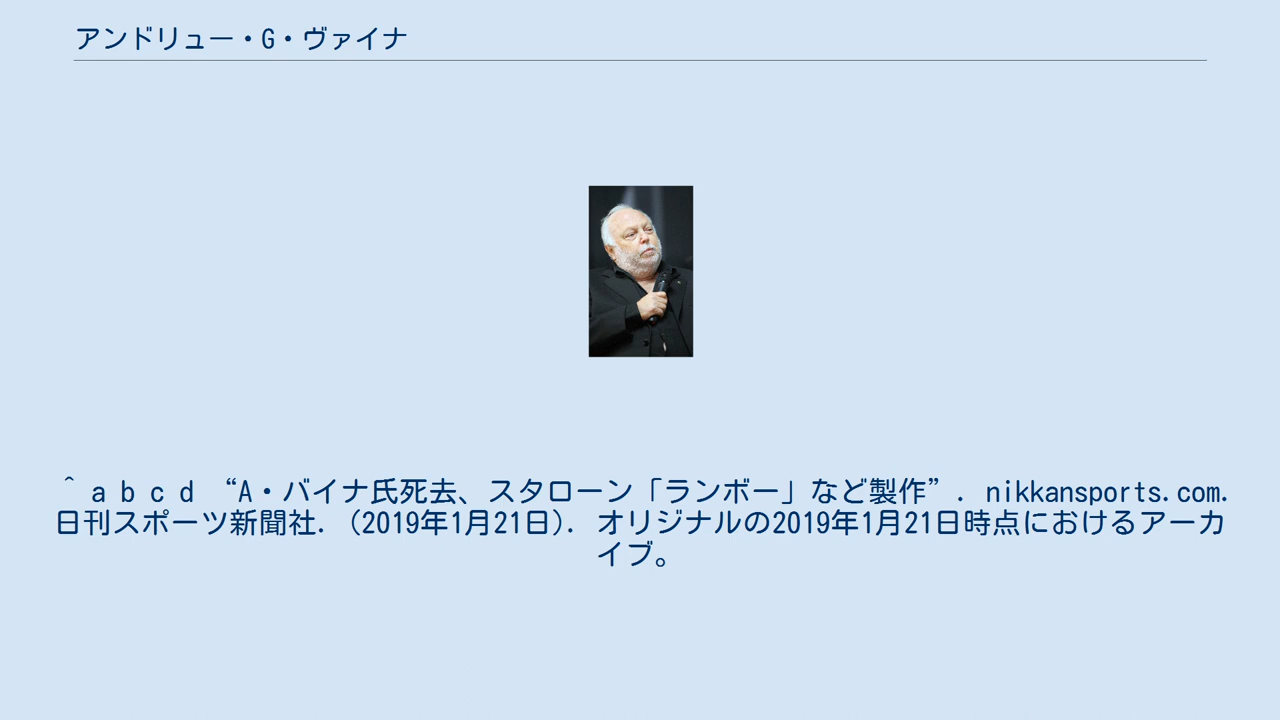 アンドリュー・G・ヴァイナ
^ a b c d “A・バイナ氏死去、スタローン「ランボー」など製作”. nikkansports.com.
日刊スポーツ新聞社. (2019年1月21日). オリジナルの2019年1月21日時点におけるアーカ
イブ。